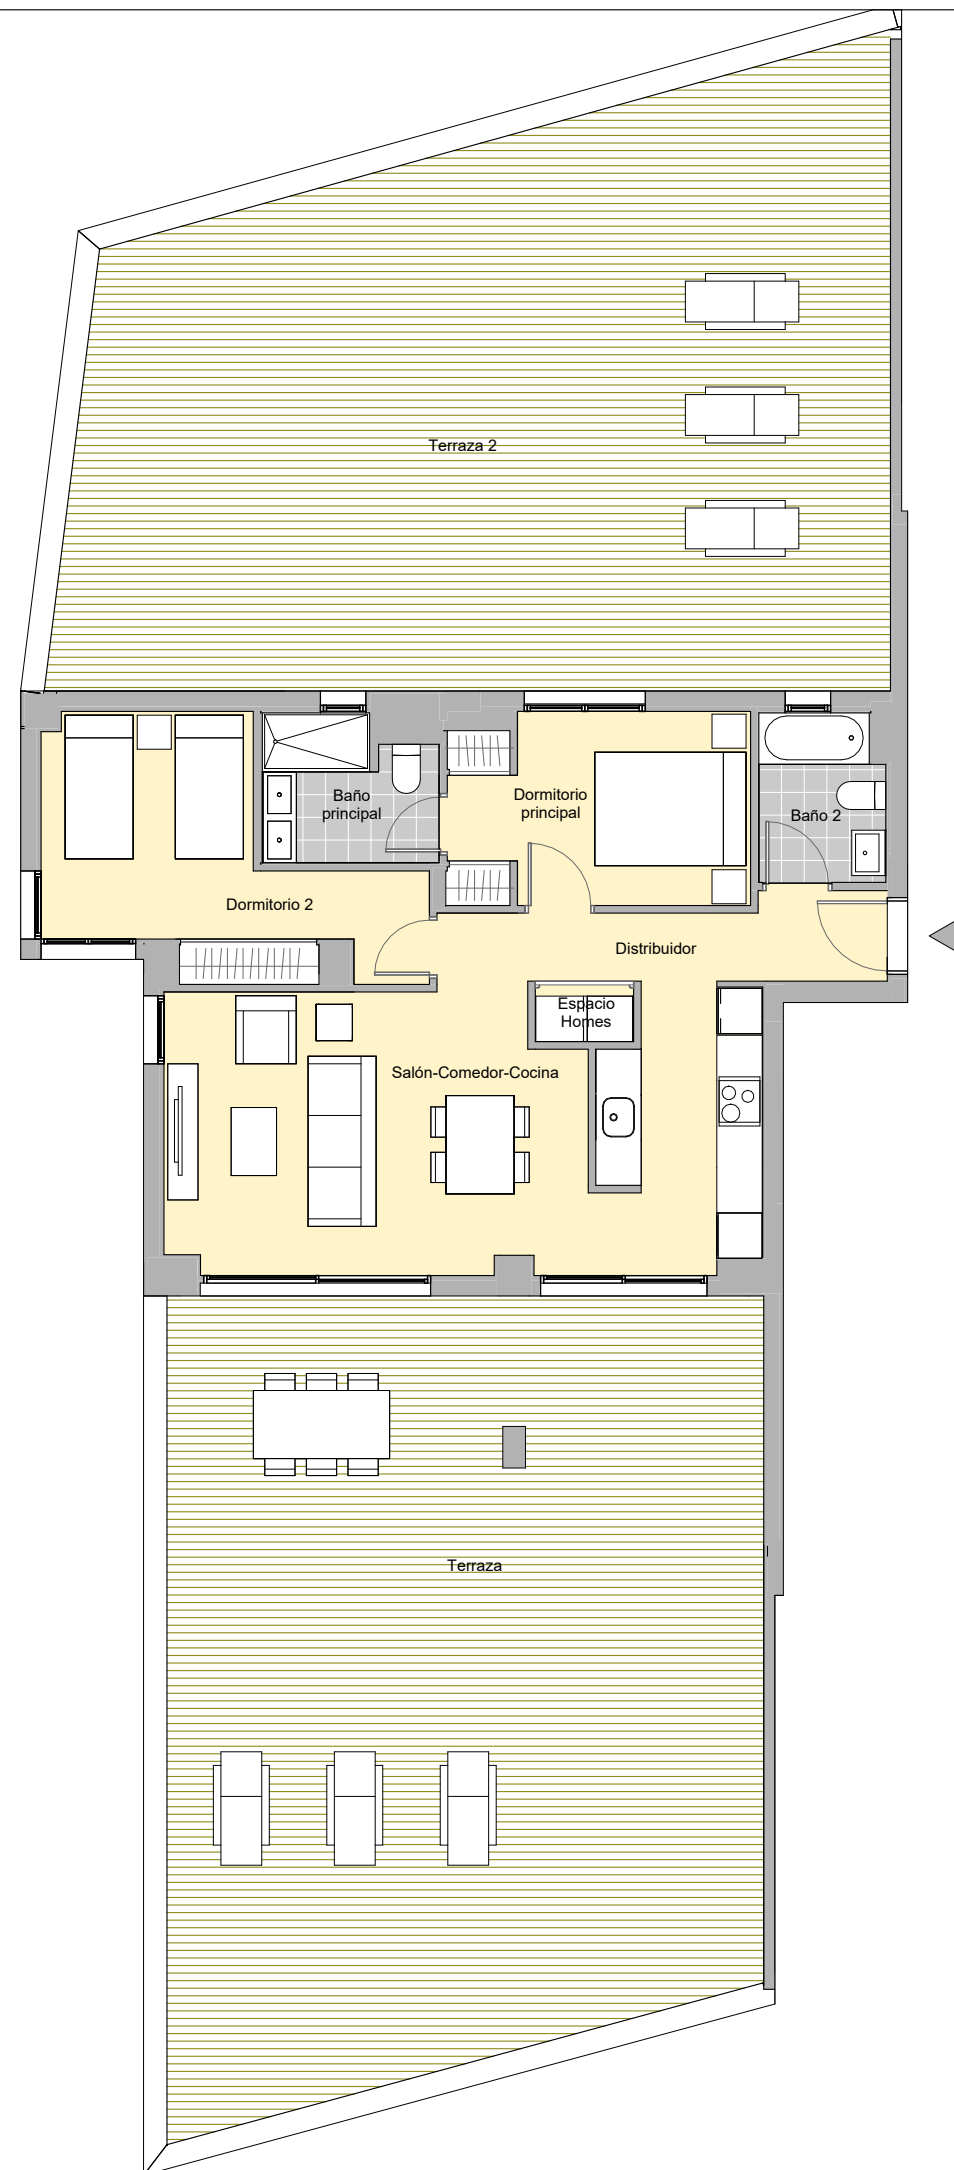 Terraza 2
Baño
principal
Dormitorio
principal
Baño 2
Dormitorio 2
Distribuidor
Espacio
Homes
Salón-Comedor-Cocina
Terraza